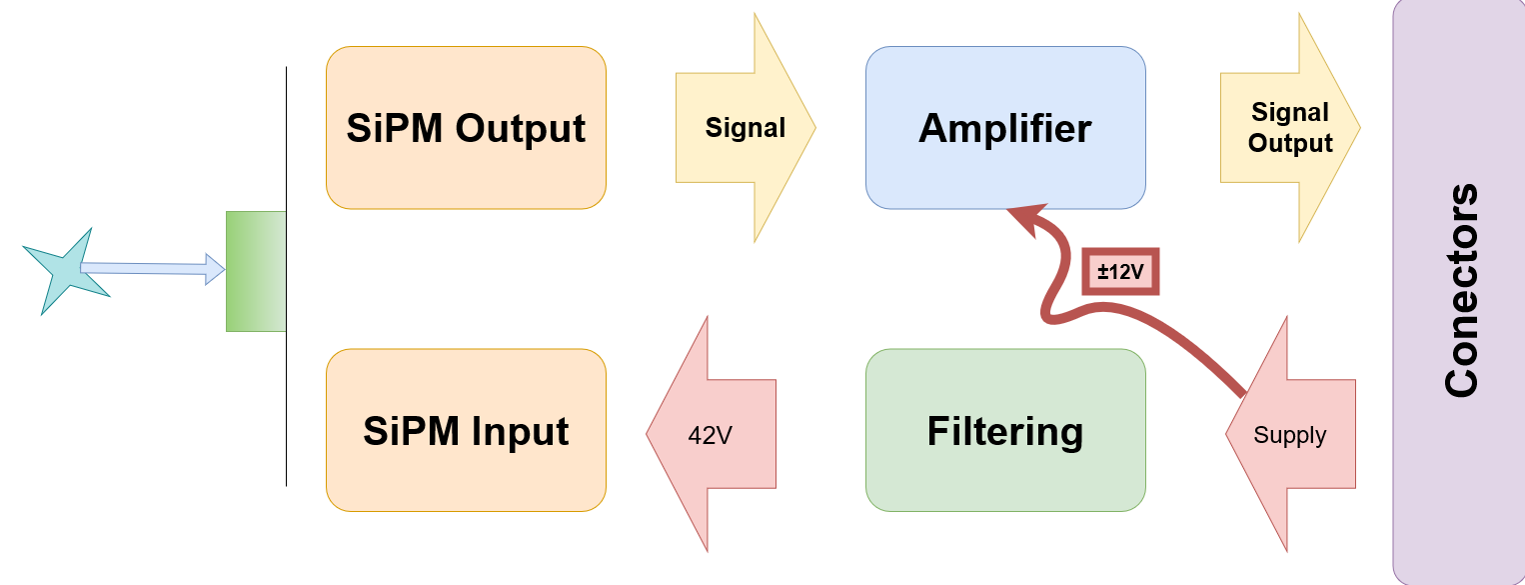 SiPM Output
Signal
Amplifier
Signal
Output
±12V
SiPM Input
42V
Filtering
Supply
Conectors